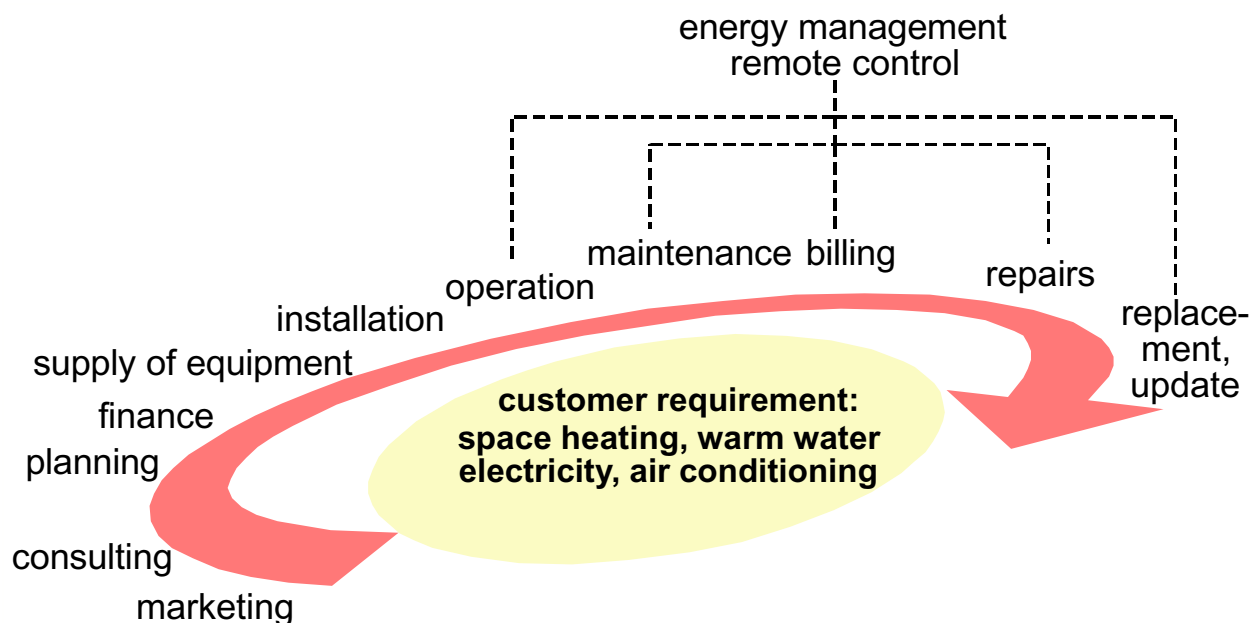 energy management
remote control
maintenance billing
operation
repairs
installation
replace-
ment,
update
supply of equipment
finance
planning
consulting
marketing
customer requirement:
space heating, warm water
electricity, air conditioning